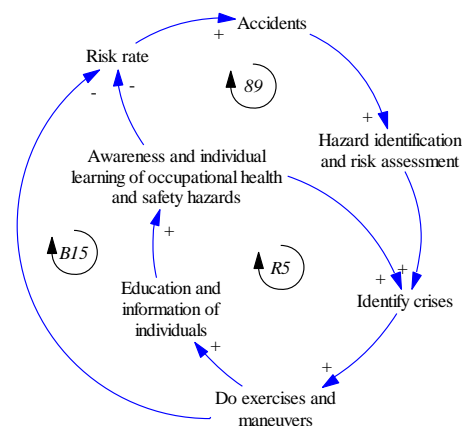 Accidents
+
Risk rate
-
-
89
+
Hazard identification
and risk assessment
Awareness and individual
learning of occupational health
and safety hazards
B15
+
R5
+
+
Education and
information of
individuals
Identify crises
+
+
Do exercises and
maneuvers